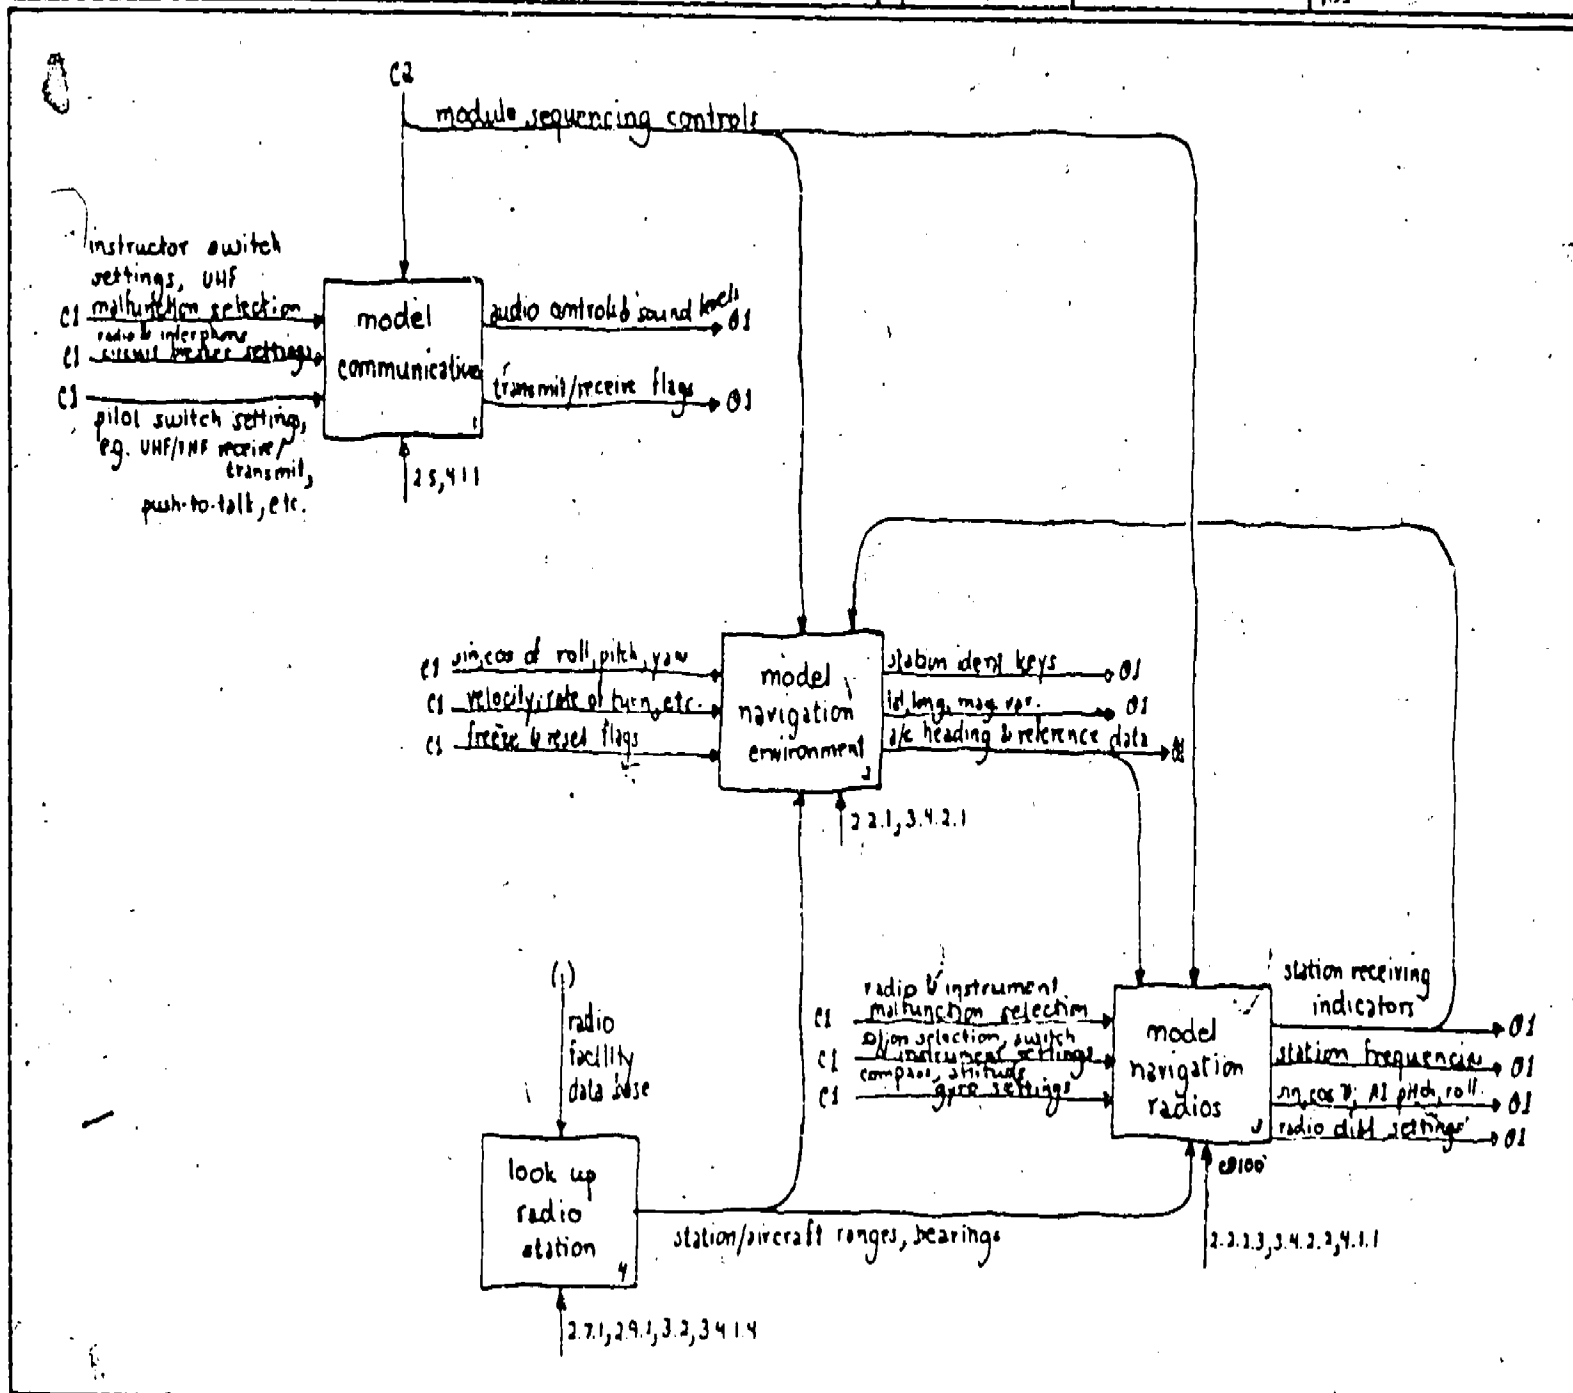 C2
module sequencing controls
instructor switch
settings, UHF
C1 malfunction selection
radio & interphone
C1 circuit breaker settings
C1
pilot switch setting,
e.g. UHF/VHF receive/
transmit,
push-to-talk, etc.
model
communication
1
audio controls & sound levels O1
transmit/receive flags O1
2.5, 4.1.1
C1 sin, cos of roll, pitch, yaw
C1 velocity, rate of turn, etc.
C1 freeze & reset flags
model
navigation
environment
2
station ident keys O1
lat, long, mag var. O1
a/c heading & reference data
2.2.1, 3.4.2.1
( )
radio
facility
data base
look up
radio
station
4
station/aircraft ranges, bearings
2.7.1, 2.9.1, 3.2, 3.4.1.4
radio & instrument
C1 malfunction selection
selection, switch
C1 & instrument settings
compass, attitude
C1 gyro settings
model
navigation
radios
3
station receiving
indicators O1
station frequencies O1
AI pitch, roll O1
radio dial settings O1
2.2.2.3, 3.4.2.2, 4.1.1